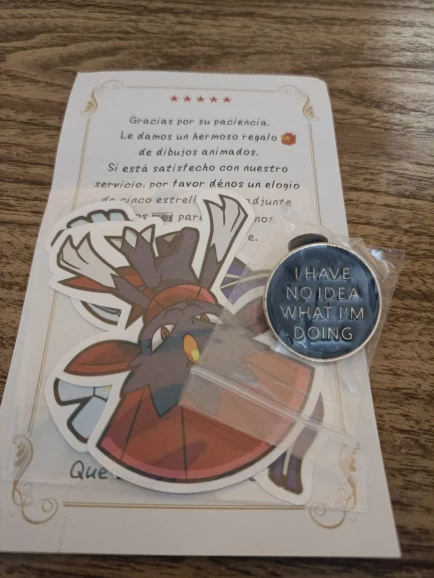 Gracias por su paciencia.
Le damos un hermoso regalo
de dibujos animados.
Si está satisfecho con nuestro
servicio, por favor dénos un elogio
de cinco
adjunte
Que
I HAVE
NO IDEA
WHAT I'M
DOING